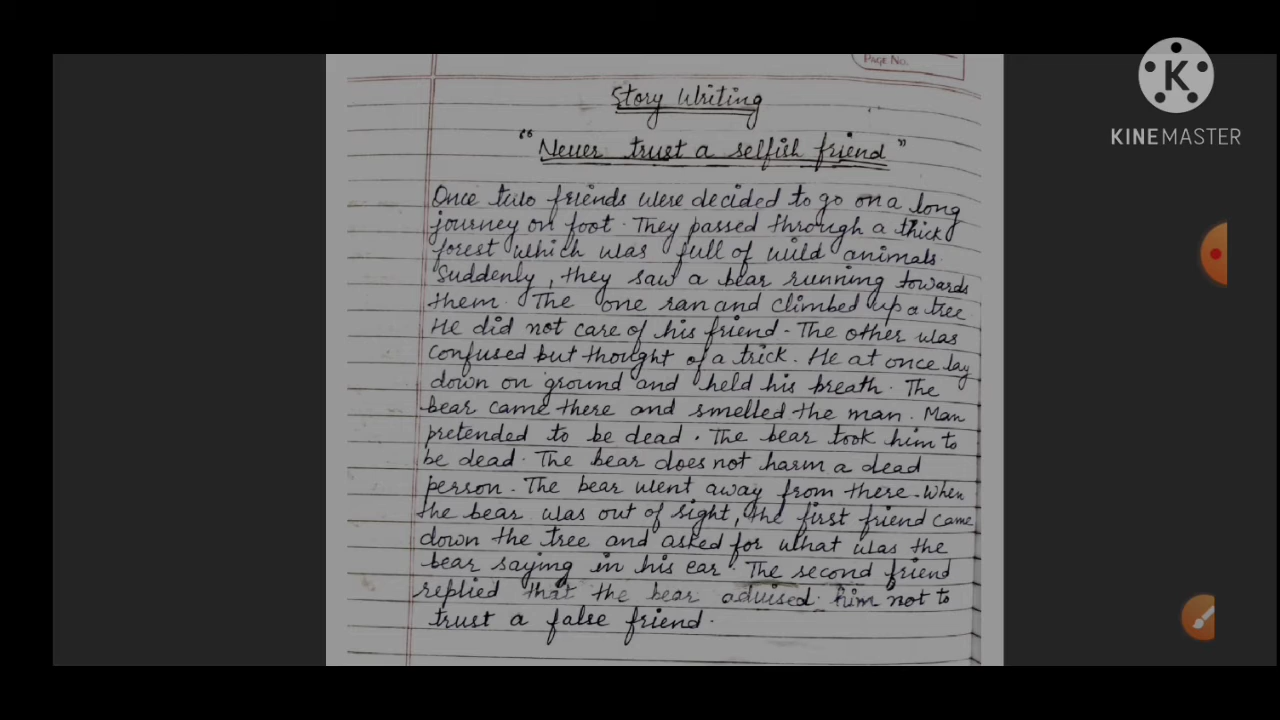 PAGE NO.
K
KINEMASTER
Story Writing
"Never trust a selfish friend"
Once two friends were decided to go on a long
journey on foot. They passed through a thick
forest which was full of wild animals.
Suddenly, they saw a bear running towards
them. The one ran and climbed up a tree
He did not care of his friend. The other was
confused but thought of a trick. He at once lay
down on ground and held his breath. The
bear came there and smelled the man. Man
pretended to be dead. The bear took him to
be dead. The bear does not harm a dead
person. The bear went away from there. When
the bear was out of sight, the first friend came
down the tree and asked for what was the
bear saying in his ear. The second friend
replied that the bear advised him not to
trust a false friend.